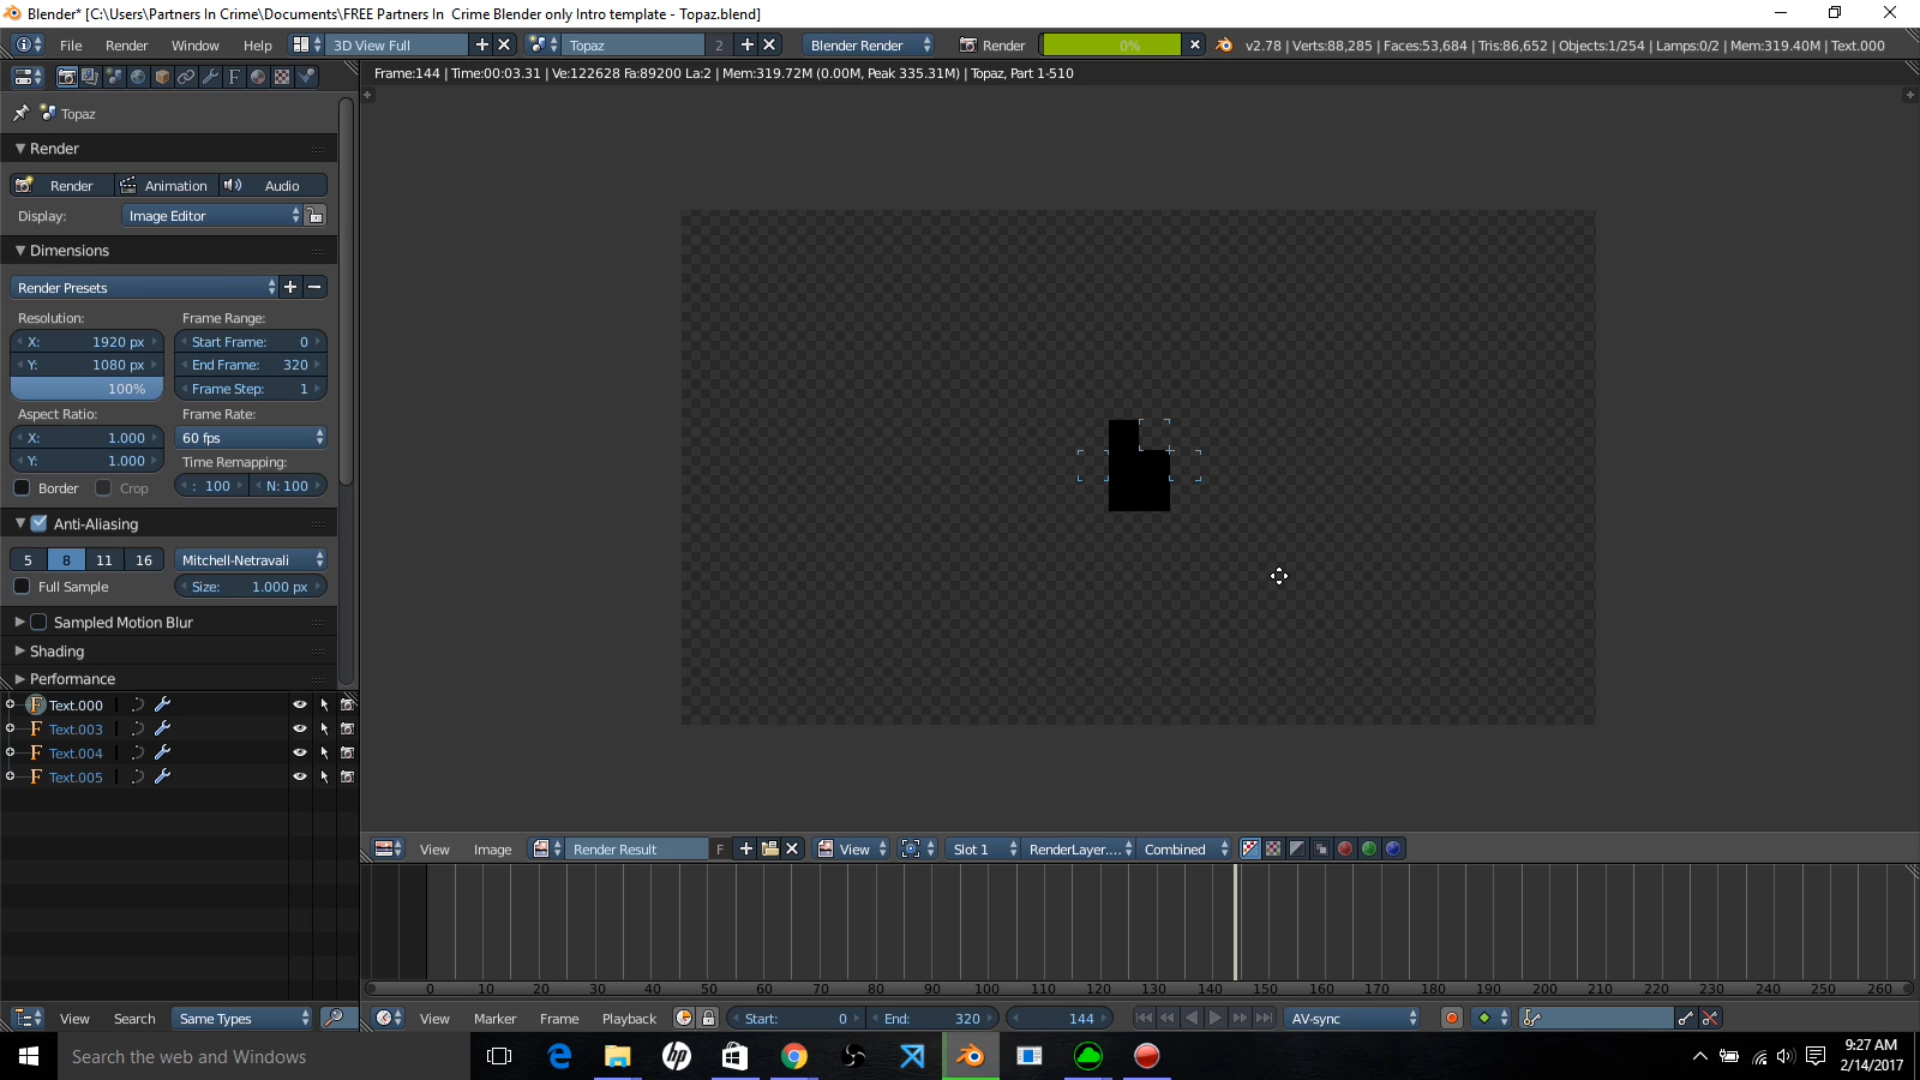 Blender* [C:\Users\Partners In Crime\Documents\FREE Partners In  Crime Blender only Intro template - Topaz.blend]
File Render Window Help 3D View Full Topaz 2 Blender Render Render 0% v2.78 | Verts:88,285 | Faces:53,684 | Tris:86,652 | Objects:1/254 | Lamps:0/2 | Mem:319.40M | Text.000
Frame:144 | Time:00:03.31 | Ve:122628 Fa:89200 La:2 | Mem:319.72M (0.00M, Peak 335.31M) | Topaz, Part 1-510
Topaz
Render
Render Animation Audio
Display: Image Editor
Dimensions
Render Presets
Resolution: Frame Range:
X: 1920 px Start Frame: 0
Y: 1080 px End Frame: 320
100% Frame Step: 1
Aspect Ratio: Frame Rate:
X: 1.000 60 fps
Y: 1.000 Time Remapping:
Border Crop : 100 N: 100
Anti-Aliasing
5 8 11 16 Mitchell-Netravali
Full Sample Size: 1.000 px
Sampled Motion Blur
Shading
Performance
Text.000
Text.003
Text.004
Text.005
View Image Render Result F View Slot 1 RenderLayer.... Combined
0 10 20 30 40 50 60 70 80 90 100 110 120 130 140 150 160 170 180 190 200 210 220 230 240 250 260
View Search Same Types View Marker Frame Playback Start: 0 End: 320 144 AV-sync
Search the web and Windows
9:27 AM
2/14/2017